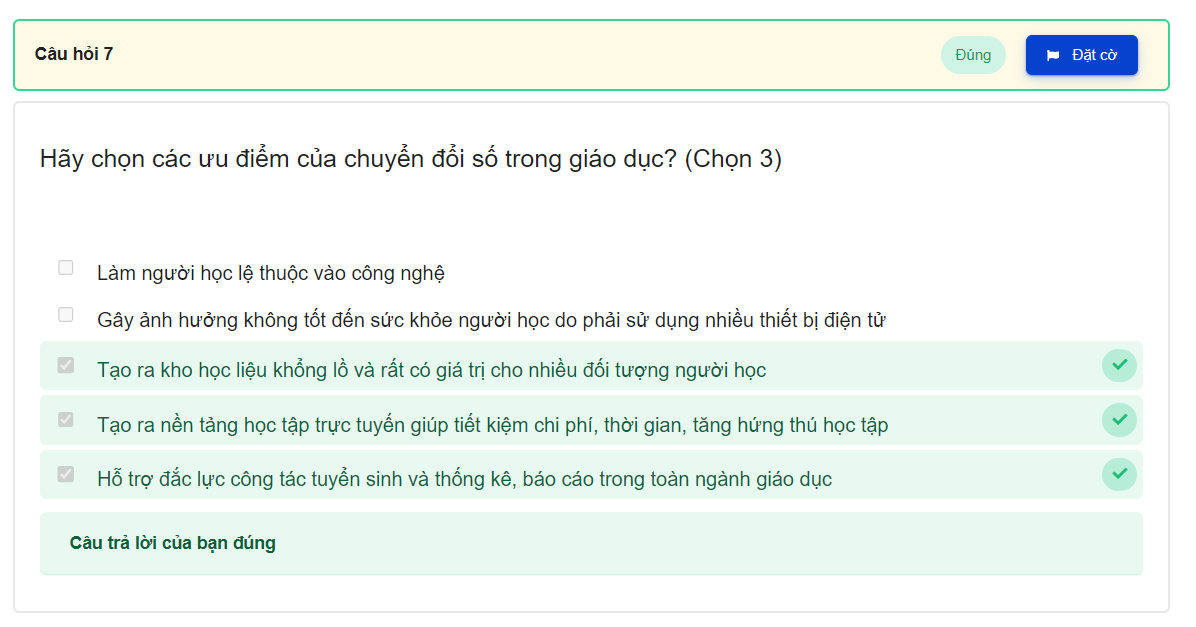 Câu hỏi 7
Đúng
Đặt cờ
Hãy chọn các ưu điểm của chuyển đổi số trong giáo dục? (Chọn 3)
Làm người học lệ thuộc vào công nghệ
Gây ảnh hưởng không tốt đến sức khỏe người học do phải sử dụng nhiều thiết bị điện tử
Tạo ra kho học liệu khổng lồ và rất có giá trị cho nhiều đối tượng người học
Tạo ra nền tảng học tập trực tuyến giúp tiết kiệm chi phí, thời gian, tăng hứng thú học tập
Hỗ trợ đắc lực công tác tuyển sinh và thống kê, báo cáo trong toàn ngành giáo dục
Câu trả lời của bạn đúng